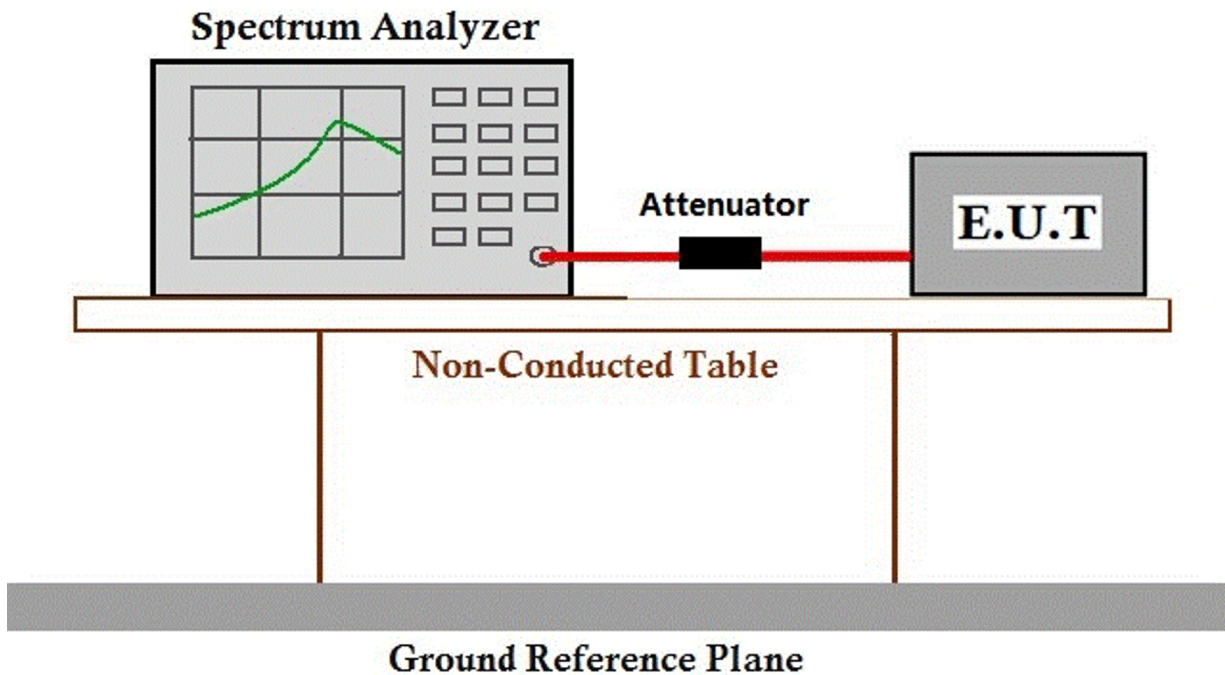 Spectrum Analyzer
Attenuator
E.U.T
Non-Conducted Table
Ground Reference Plane